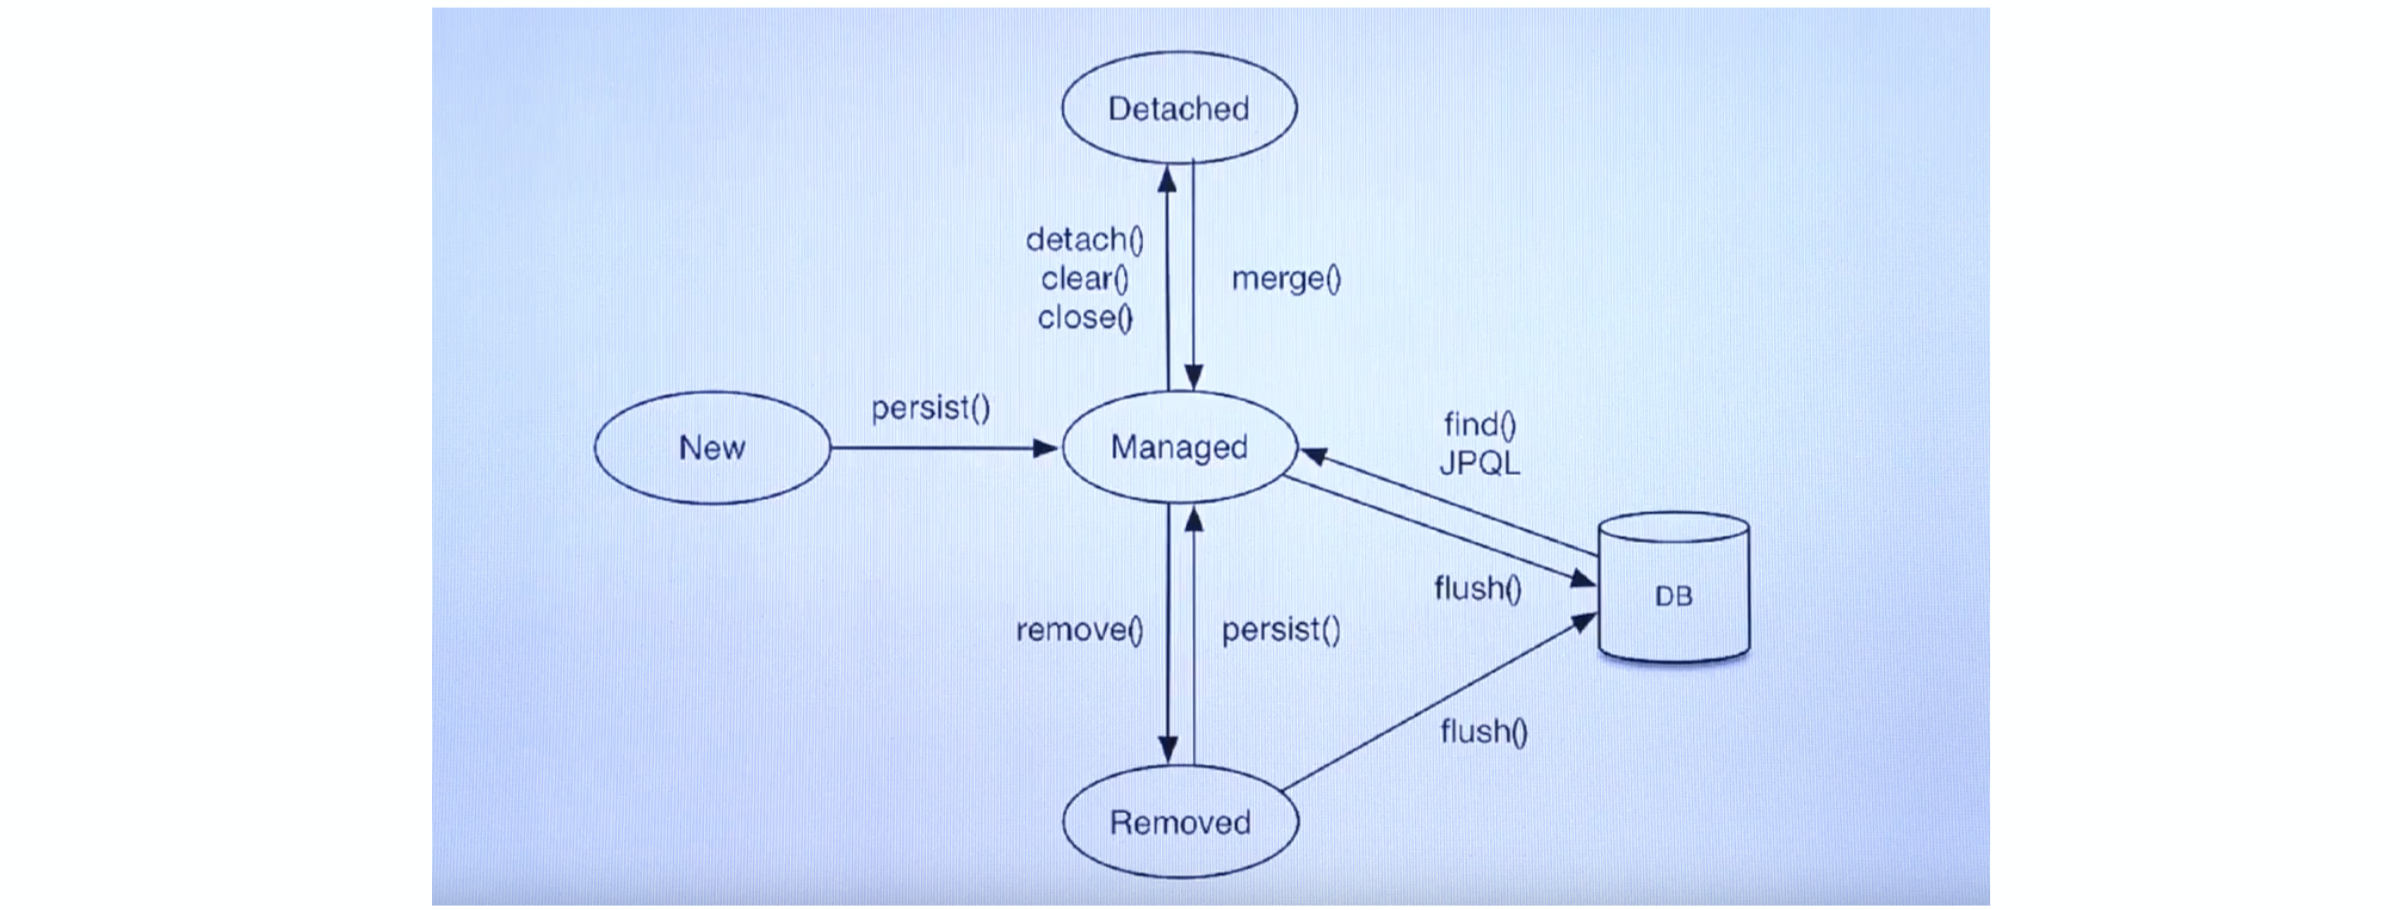 Detached
detach()
clear()
close()
merge()
New
persist()
Managed
find()
JPQL
flush()
DB
remove()
persist()
flush()
Removed